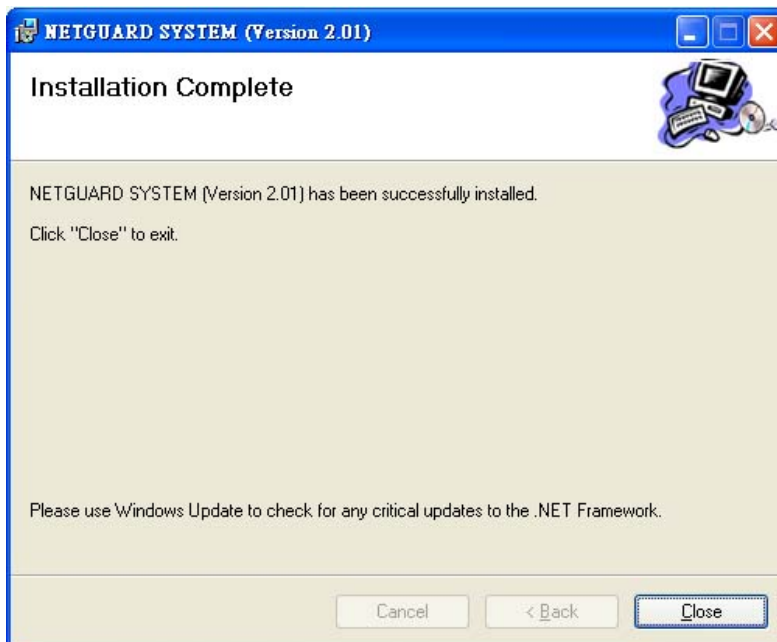 NETGUARD SYSTEM (Version 2.01)
Installation Complete
NETGUARD SYSTEM (Version 2.01) has been successfully installed.
Click "Close" to exit.
Please use Windows Update to check for any critical updates to the .NET Framework.
Cancel
< Back
Close